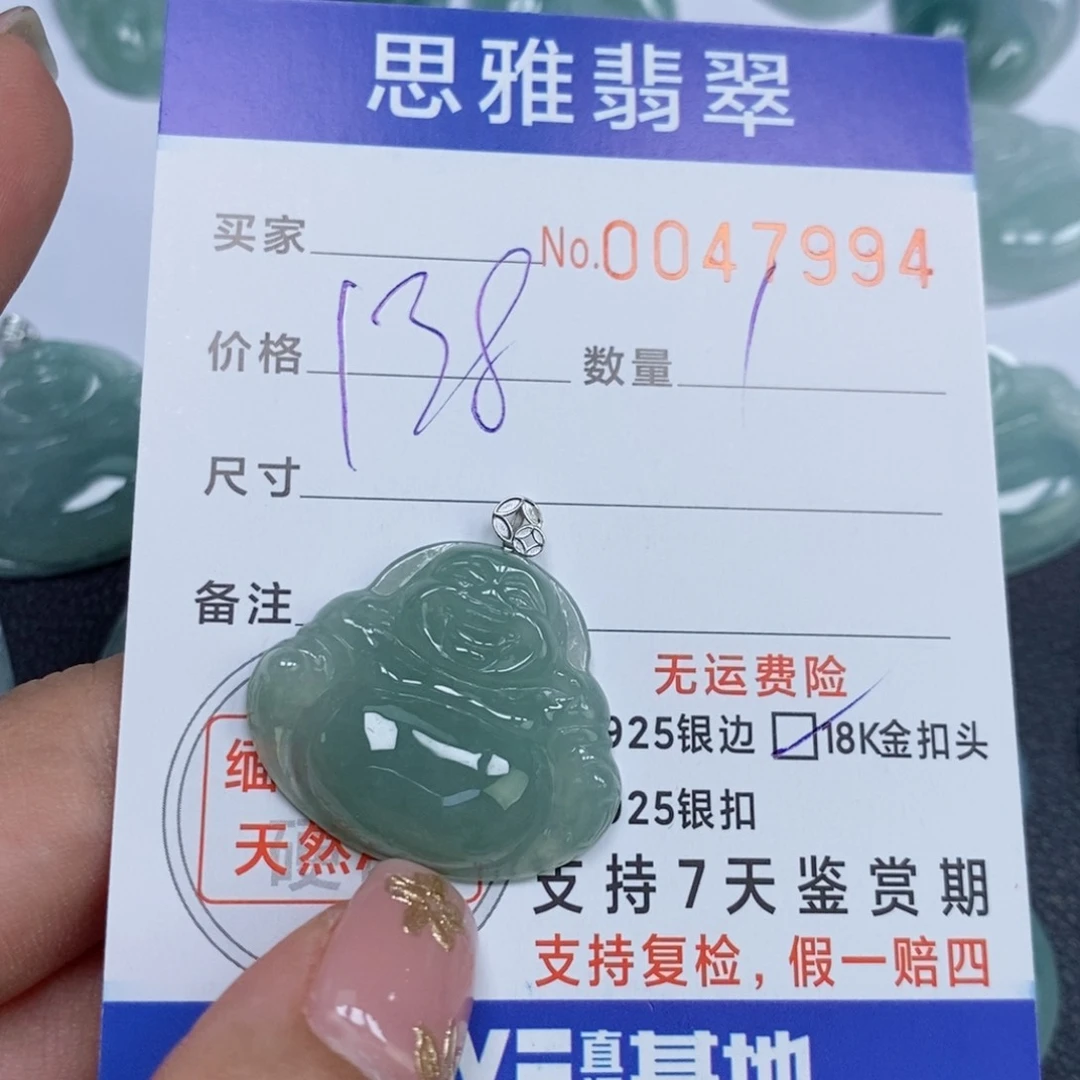 思雅翡翠
买家 No.0047994
价格 138 数量 1
尺寸
备注
无运费险
925银边 18K金扣头
925银扣
缅
天然
支持7天鉴赏期
支持复检，假一赔四
基地